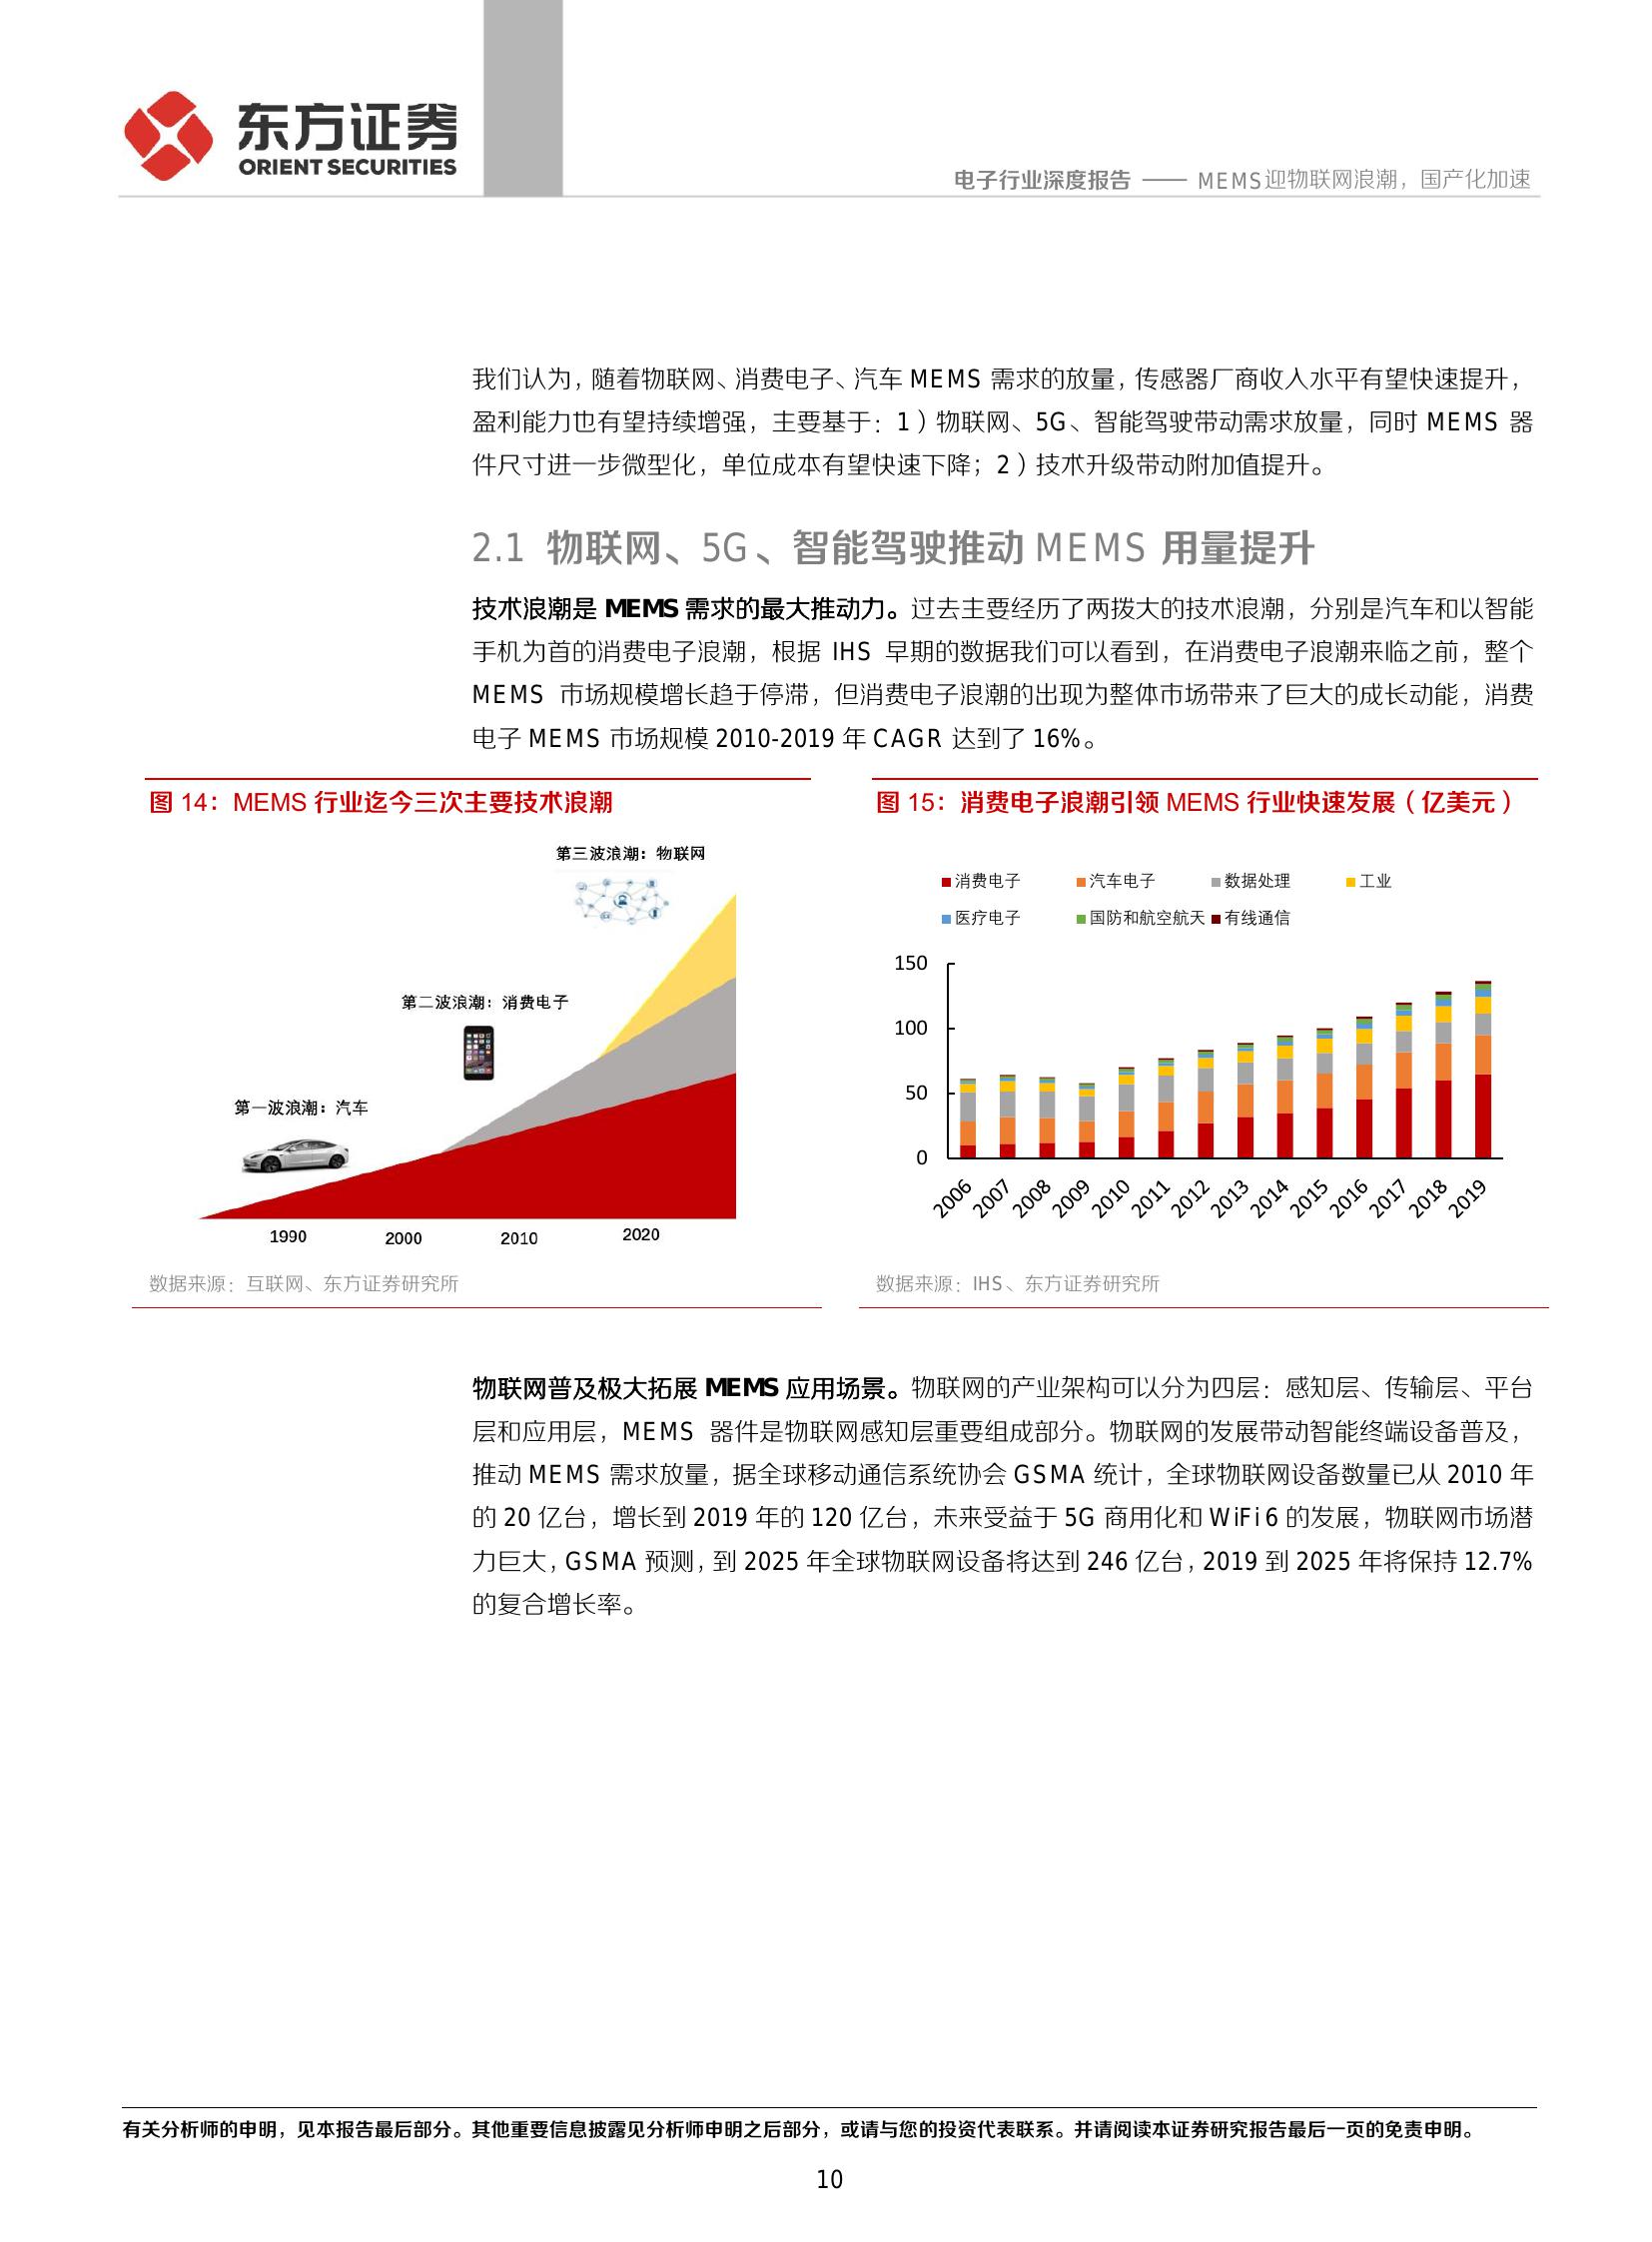 东方证券
ORIENT SECURITIES
电子行业深度报告 —— MEMS迎物联网浪潮，国产化加速
我们认为，随着物联网、消费电子、汽车 MEMS 需求的放量，传感器厂商收入水平有望快速提升，
盈利能力也有望持续增强，主要基于：1）物联网、5G、智能驾驶带动需求放量，同时 MEMS 器
件尺寸进一步微型化，单位成本有望快速下降；2）技术升级带动附加值提升。
2.1 物联网、5G、智能驾驶推动 MEMS 用量提升
技术浪潮是 MEMS 需求的最大推动力。过去主要经历了两拨大的技术浪潮，分别是汽车和以智能
手机为首的消费电子浪潮，根据 IHS 早期的数据我们可以看到，在消费电子浪潮来临之前，整个
MEMS 市场规模增长趋于停滞，但消费电子浪潮的出现为整体市场带来了巨大的成长动能，消费
电子 MEMS 市场规模 2010-2019 年 CAGR 达到了 16%。
图 14：MEMS 行业迄今三次主要技术浪潮
第三波浪潮：物联网
第二波浪潮：消费电子
第一波浪潮：汽车
1990 2000 2010 2020
数据来源：互联网、东方证券研究所
图 15：消费电子浪潮引领 MEMS 行业快速发展（亿美元）
消费电子 汽车电子 数据处理 工业
医疗电子 国防和航空航天 有线通信
150
100
50
0
2006 2007 2008 2009 2010 2011 2012 2013 2014 2015 2016 2017 2018 2019
数据来源：IHS、东方证券研究所
物联网普及极大拓展 MEMS 应用场景。物联网的产业架构可以分为四层：感知层、传输层、平台
层和应用层，MEMS 器件是物联网感知层重要组成部分。物联网的发展带动智能终端设备普及，
推动 MEMS 需求放量，据全球移动通信系统协会 GSMA 统计，全球物联网设备数量已从 2010 年
的 20 亿台，增长到 2019 年的 120 亿台，未来受益于 5G 商用化和 WiFi 6 的发展，物联网市场潜
力巨大，GSMA 预测，到 2025 年全球物联网设备将达到 246 亿台，2019 到 2025 年将保持 12.7%
的复合增长率。
有关分析师的申明，见本报告最后部分。其他重要信息披露见分析师申明之后部分，或请与您的投资代表联系。并请阅读本证券研究报告最后一页的免责申明。
10